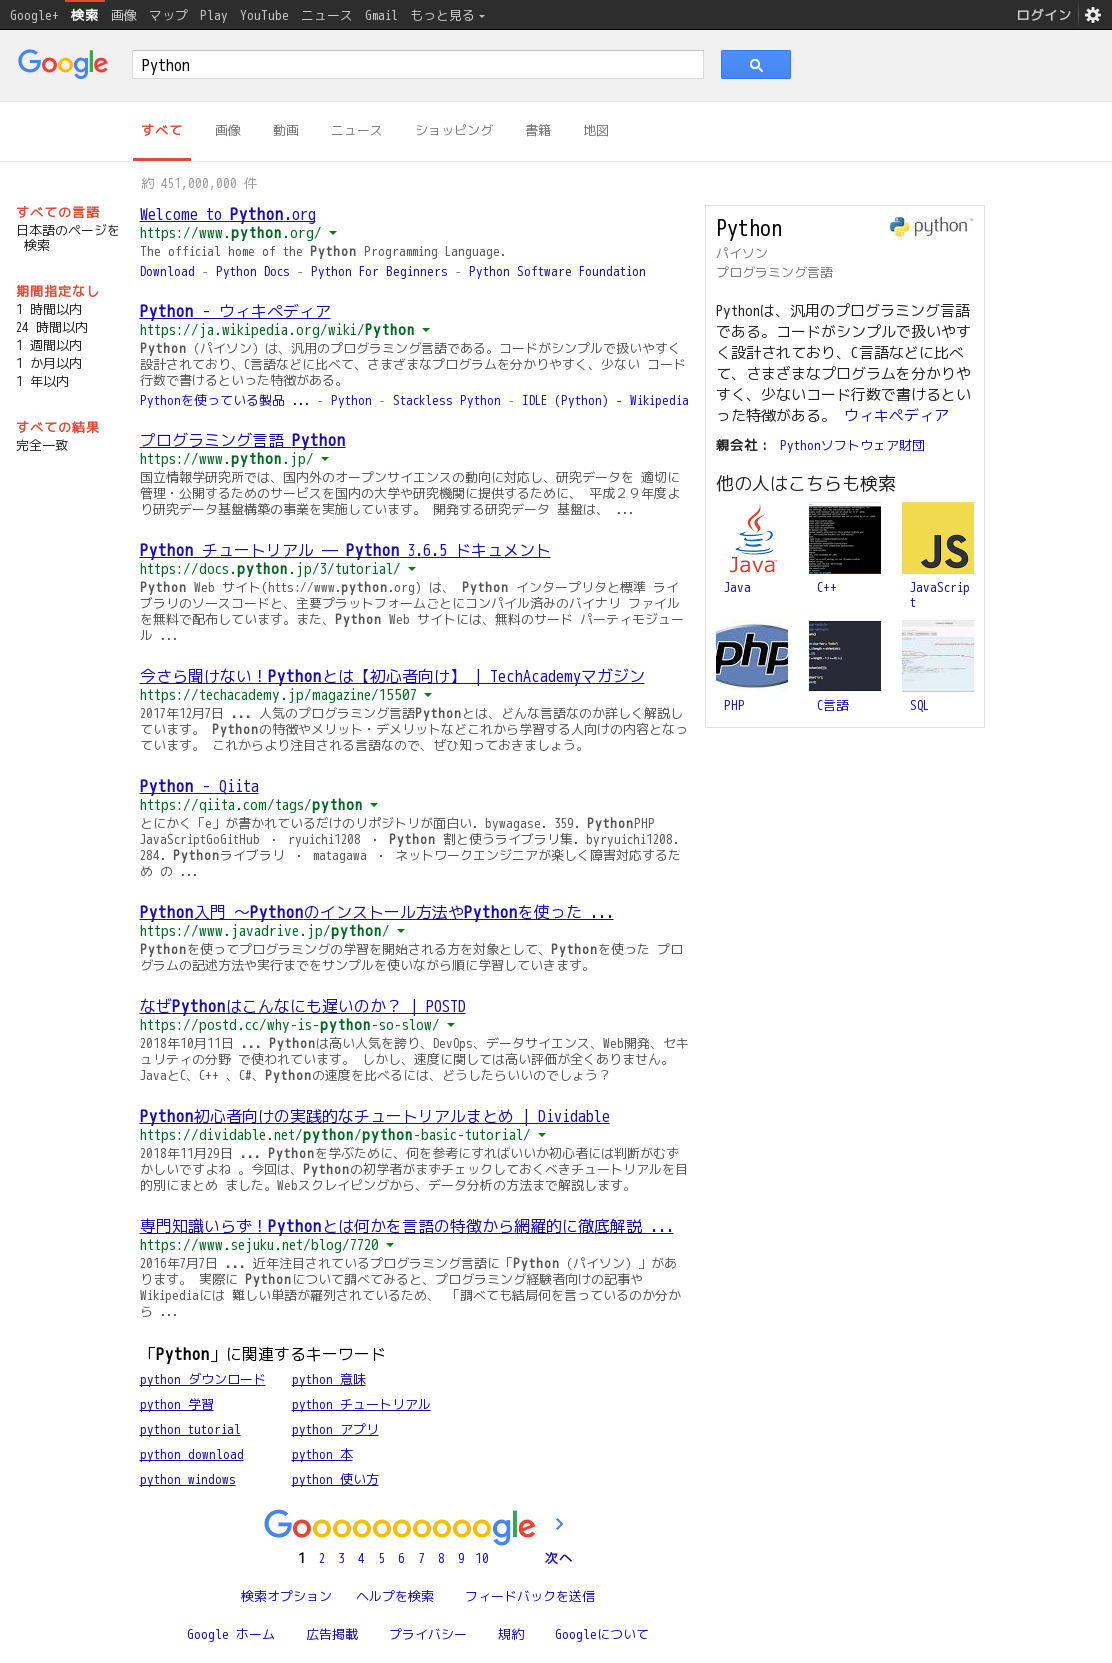 Google+ 検索 画像 マップ Play YouTube ニュース Gmail もっと見る ログイン
Google Python
すべて 画像 動画 ニュース ショッピング 書籍 地図
約 451,000,000 件
すべての言語
日本語のページを
検索
期間指定なし
1 時間以内
24 時間以内
1 週間以内
1 か月以内
1 年以内
すべての結果
完全一致
Welcome to Python.org
https://www.python.org/
The official home of the Python Programming Language.
Download - Python Docs - Python For Beginners - Python Software Foundation
Python - ウィキペディア
https://ja.wikipedia.org/wiki/Python
Python（パイソン）は、汎用のプログラミング言語である。コードがシンプルで扱いやすく
設計されており、C言語などに比べて、さまざまなプログラムを分かりやすく、少ない コード
行数で書けるといった特徴がある。
Pythonを使っている製品 ... - Python - Stackless Python - IDLE (Python) - Wikipedia
プログラミング言語 Python
https://www.python.jp/
国立情報学研究所では、国内外のオープンサイエンスの動向に対応し、研究データを 適切に
管理・公開するためのサービスを国内の大学や研究機関に提供するために、 平成２９年度よ
り研究データ基盤構築の事業を実施しています。 開発する研究データ 基盤は、 ...
Python チュートリアル — Python 3.6.5 ドキュメント
https://docs.python.jp/3/tutorial/
Python Web サイト(htts://www.python.org) は、 Python インタープリタと標準 ライ
ブラリのソースコードと、主要プラットフォームごとにコンパイル済みのバイナリ ファイル
を無料で配布しています。また、Python Web サイトには、無料のサード パーティモジュー
ル ...
今さら聞けない！Pythonとは【初心者向け】 | TechAcademyマガジン
https://techacademy.jp/magazine/15507
2017年12月7日 ... 人気のプログラミング言語Pythonとは、どんな言語なのか詳しく解説し
ています。 Pythonの特徴やメリット・デメリットなどこれから学習する人向けの内容となっ
ています。 これからより注目される言語なので、ぜひ知っておきましょう。
Python - Qiita
https://qiita.com/tags/python
とにかく「e」が書かれているだけのリポジトリが面白い. bywagase. 359. PythonPHP
JavaScriptGoGitHub ・ ryuichi1208 ・ Python 割と使うライブラリ集. byryuichi1208.
284. Pythonライブラリ ・ matagawa ・ ネットワークエンジニアが楽しく障害対応するた
め の ...
Python入門 〜Pythonのインストール方法やPythonを使った ...
https://www.javadrive.jp/python/
Pythonを使ってプログラミングの学習を開始される方を対象として、Pythonを使った プロ
グラムの記述方法や実行までをサンプルを使いながら順に学習していきます。
なぜPythonはこんなにも遅いのか？ | POSTD
https://postd.cc/why-is-python-so-slow/
2018年10月11日 ... Pythonは高い人気を誇り、DevOps、データサイエンス、Web開発、セキ
ュリティの分野 で使われています。 しかし、速度に関しては高い評価が全くありません。
JavaとC、C++ 、C#、Pythonの速度を比べるには、どうしたらいいのでしょう？
Python初心者向けの実践的なチュートリアルまとめ | Dividable
https://dividable.net/python/python-basic-tutorial/
2018年11月29日 ... Pythonを学ぶために、何を参考にすればいいか初心者には判断がむず
かしいですよね 。今回は、Pythonの初学者がまずチェックしておくべきチュートリアルを目
的別にまとめ ました。Webスクレイピングから、データ分析の方法まで解説します。
専門知識いらず！Pythonとは何かを言語の特徴から網羅的に徹底解説 ...
https://www.sejuku.net/blog/7720
2016年7月7日 ... 近年注目されているプログラミング言語に「Python（パイソン）」があ
ります。 実際に Pythonについて調べてみると、プログラミング経験者向けの記事や
Wikipediaには 難しい単語が羅列されているため、 「調べても結局何を言っているのか分か
ら ...
「Python」に関連するキーワード
python ダウンロード python 意味
python 学習 python チュートリアル
python tutorial python アプリ
python download python 本
python windows python 使い方
Python
python™
パイソン
プログラミング言語
Pythonは、汎用のプログラミング言語
である。コードがシンプルで扱いやす
く設計されており、C言語などに比べ
て、さまざまなプログラムを分かりや
すく、少ないコード行数で書けるとい
った特徴がある。 ウィキペディア
親会社： Pythonソフトウェア財団
他の人はこちらも検索
Java
JS
Java C++ JavaScrip
t
php
PHP C言語 SQL
Goooooooooogle
1 2 3 4 5 6 7 8 9 10 次へ
検索オプション ヘルプを検索 フィードバックを送信
Google ホーム 広告掲載 プライバシー 規約 Googleについて